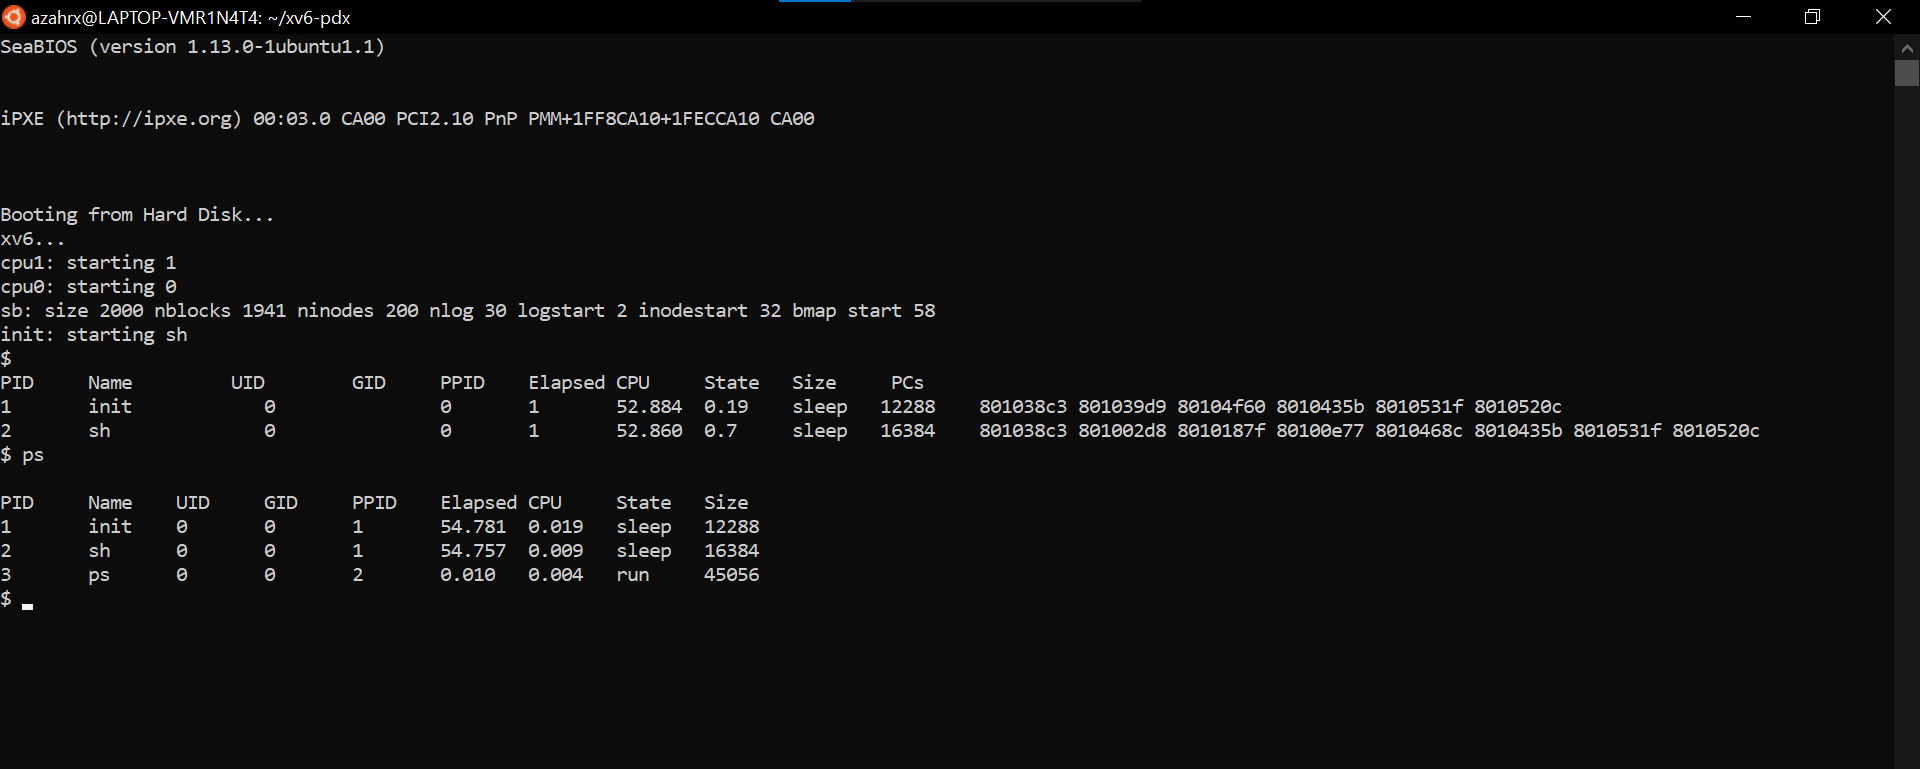 azahrx@LAPTOP-VMR1N4T4: ~/xv6-pdx
SeaBIOS (version 1.13.0-1ubuntu1.1)
iPXE (http://ipxe.org) 00:03.0 CA00 PCI2.10 PnP PMM+1FF8CA10+1FECCA10 CA00
Booting from Hard Disk...
xv6...
cpu1: starting 1
cpu0: starting 0
sb: size 2000 nblocks 1941 ninodes 200 nlog 30 logstart 2 inodestart 32 bmap start 58
init: starting sh
$
PID Name UID GID PPID Elapsed CPU State Size PCs
1 init 0 0 1 52.884 0.19 sleep 12288 801038c3 801039d9 80104f60 8010435b 8010531f 8010520c
2 sh 0 0 1 52.860 0.7 sleep 16384 801038c3 801002d8 8010187f 80100e77 8010468c 8010435b 8010531f 8010520c
$ ps
PID Name UID GID PPID Elapsed CPU State Size
1 init 0 0 1 54.781 0.019 sleep 12288
2 sh 0 0 1 54.757 0.009 sleep 16384
3 ps 0 0 2 0.010 0.004 run 45056
$